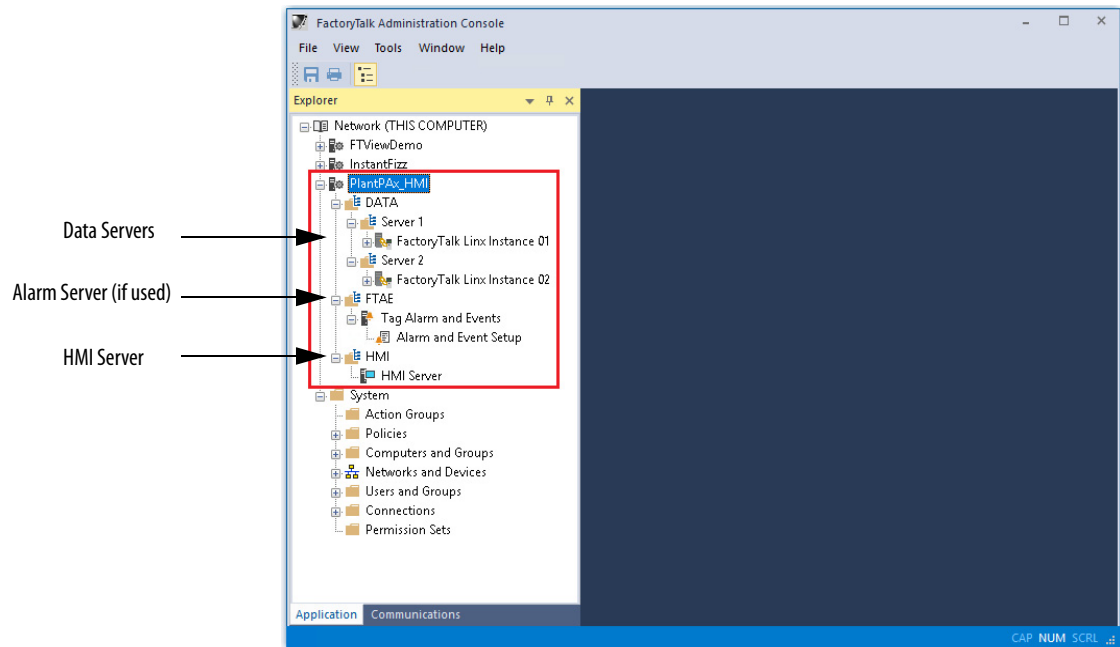 FactoryTalk Administration Console
File View Tools Window Help
Explorer
Network (THIS COMPUTER)
FTViewDemo
InstantFizz
PlantPAx_HMI
DATA
Server 1
FactoryTalk Linx Instance 01
Server 2
FactoryTalk Linx Instance 02
FTAE
Tag Alarm and Events
Alarm and Event Setup
HMI
HMI Server
System
Action Groups
Policies
Computers and Groups
Networks and Devices
Users and Groups
Connections
Permission Sets
Data Servers
Alarm Server (if used)
HMI Server
Application Communications
CAP NUM SCRL